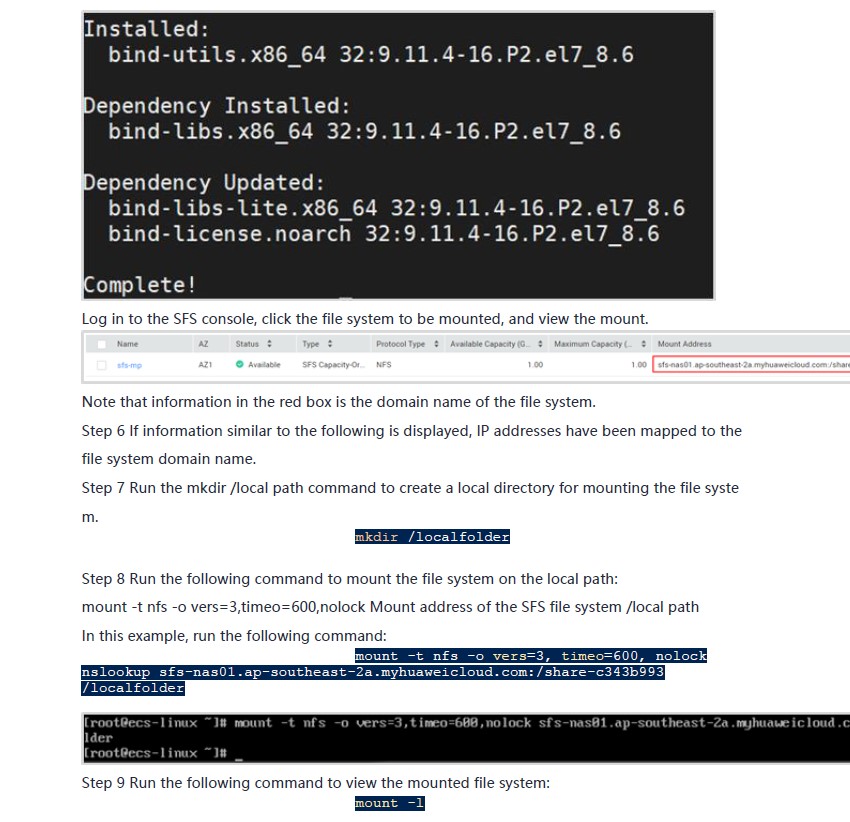 Installed:
bind-utils.x86_64 32:9.11.4-16.P2.el7_8.6
Dependency Installed:
bind-libs.x86_64 32:9.11.4-16.P2.el7_8.6
Dependency Updated:
bind-libs-lite.x86_64 32:9.11.4-16.P2.el7_8.6
bind-license.noarch 32:9.11.4-16.P2.el7_8.6
Complete!
Log in to the SFS console, click the file system to be mounted, and view the mount.
Name AZ Status Type Protocol Type Available Capacity (G... Maximum Capacity (... Mount Address
sfs-mp AZ1 Available SFS Capacity-Or... NFS 1.00 1.00 sfs-nas01.ap-southeast-2a.myhuaweicloud.com:/share
Note that information in the red box is the domain name of the file system.
Step 6 If information similar to the following is displayed, IP addresses have been mapped to the
file system domain name.
Step 7 Run the mkdir /local path command to create a local directory for mounting the file syste
m.
mkdir /localfolder
Step 8 Run the following command to mount the file system on the local path:
mount -t nfs -o vers=3,timeo=600,nolock Mount address of the SFS file system /local path
In this example, run the following command:
mount -t nfs -o vers=3, timeo=600, nolock
nslookup sfs-nas01.ap-southeast-2a.myhuaweicloud.com:/share-c343b993
/localfolder
[root@ecs-linux ~]# mount -t nfs -o vers=3,timeo=600,nolock sfs-nas01.ap-southeast-2a.myhuaweicloud.c
lder
[root@ecs-linux ~]# _
Step 9 Run the following command to view the mounted file system:
mount -l